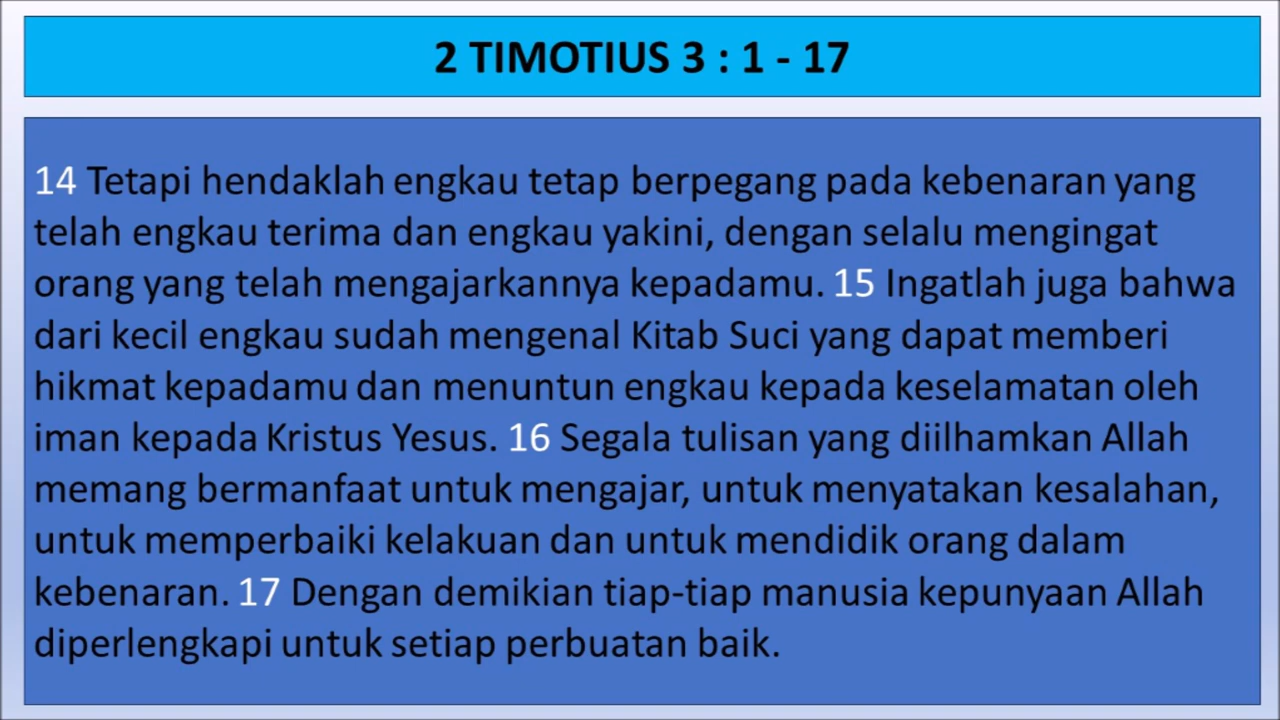 2 TIMOTIUS 3 : 1 - 17
14 Tetapi hendaklah engkau tetap berpegang pada kebenaran yang
telah engkau terima dan engkau yakini, dengan selalu mengingat
orang yang telah mengajarkannya kepadamu. 15 Ingatlah juga bahwa
dari kecil engkau sudah mengenal Kitab Suci yang dapat memberi
hikmat kepadamu dan menuntun engkau kepada keselamatan oleh
iman kepada Kristus Yesus. 16 Segala tulisan yang diilhamkan Allah
memang bermanfaat untuk mengajar, untuk menyatakan kesalahan,
untuk memperbaiki kelakuan dan untuk mendidik orang dalam
kebenaran. 17 Dengan demikian tiap-tiap manusia kepunyaan Allah
diperlengkapi untuk setiap perbuatan baik.